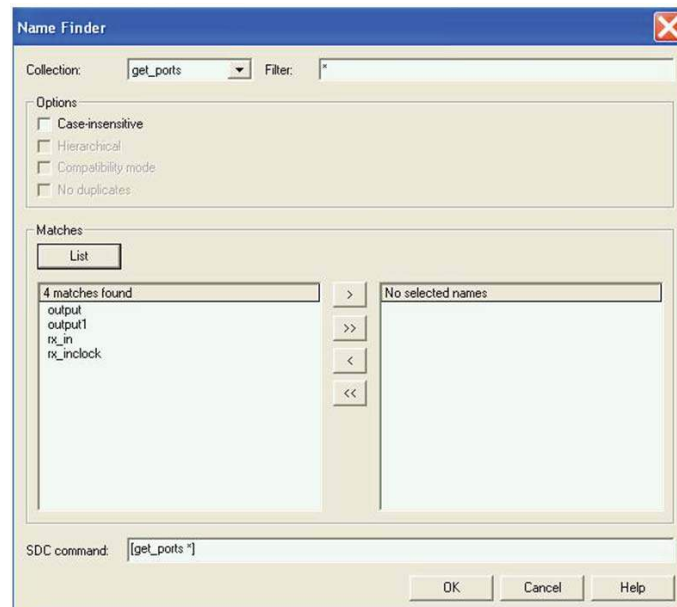 Name Finder
Collection: get_ports Filter: *
Options
Case-insensitive
Hierarchical
Compatibility mode
No duplicates
Matches
List
4 matches found > No selected names
output
output1 >>
rx_in
rx_inclock <
<<
SDC command: [get_ports *]
OK Cancel Help